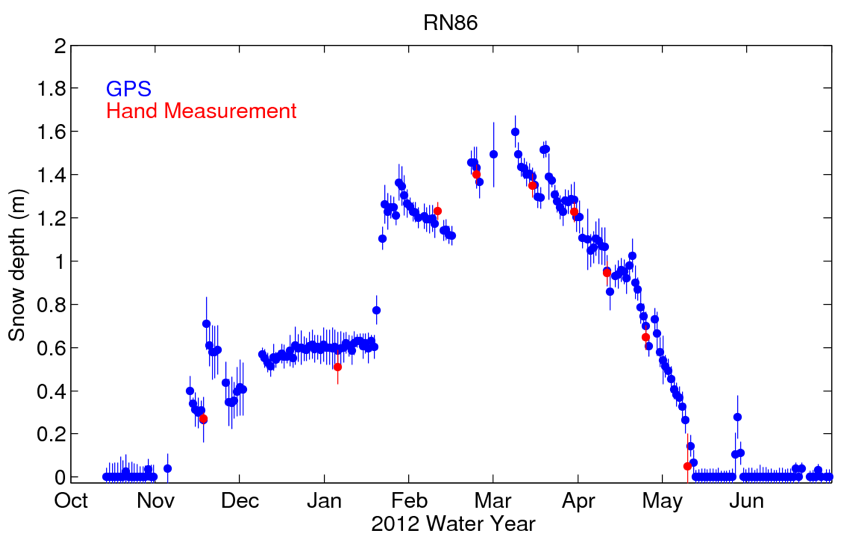 RN86
GPS
Hand Measurement
Snow depth (m)
2
1.8
1.6
1.4
1.2
1
0.8
0.6
0.4
0.2
0
Oct Nov Dec Jan Feb Mar Apr May Jun
2012 Water Year